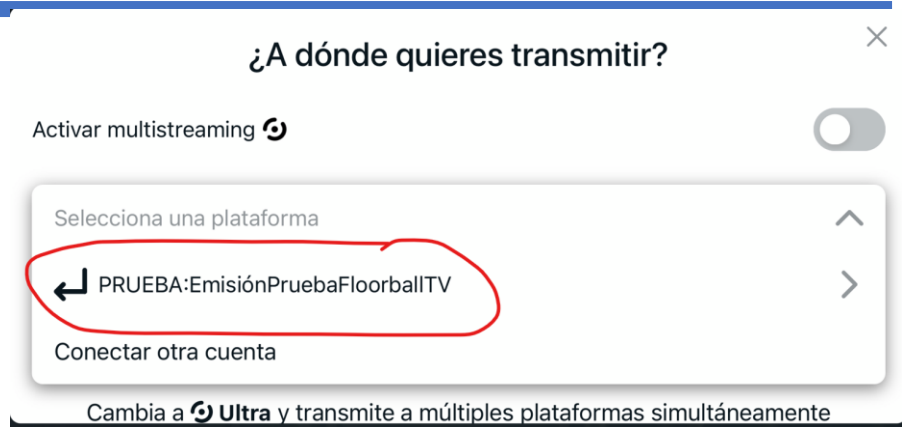 ¿A dónde quieres transmitir?
Activar multistreaming
Selecciona una plataforma
PRUEBA:EmisiónPruebaFloorballTV
Conectar otra cuenta
Cambia a Ultra y transmite a múltiples plataformas simultáneamente